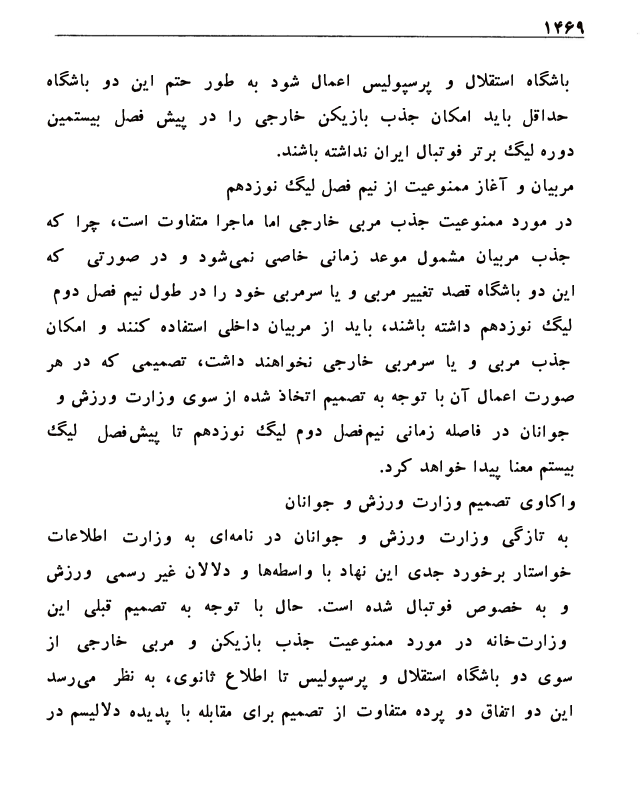 ۱۴۶۹
باشگاه استقلال و پرسپولیس اعمال شود به طور حتم این دو باشگاه
حداقل باید امکان جذب بازیکن خارجی را در پیش فصل بیستمین
دوره لیگ برتر فوتبال ایران نداشته باشند.
مربیان و آغاز ممنوعیت از نیم فصل لیگ نوزدهم
در مورد ممنوعیت جذب مربی خارجی اما ماجرا متفاوت است، چرا که
جذب مربیان مشمول موعد زمانی خاصی نمی‌شود و در صورتی که
این دو باشگاه قصد تغییر مربی و یا سرمربی خود را در طول نیم فصل دوم
لیگ نوزدهم داشته باشند، باید از مربیان داخلی استفاده کنند و امکان
جذب مربی و یا سرمربی خارجی نخواهند داشت، تصمیمی که در هر
صورت اعمال آن با توجه به تصمیم اتخاذ شده از سوی وزارت ورزش و
جوانان در فاصله زمانی نیم‌فصل دوم لیگ نوزدهم تا پیش‌فصل لیگ
بیستم معنا پیدا خواهد کرد.
واکاوی تصمیم وزارت ورزش و جوانان
به تازگی وزارت ورزش و جوانان در نامه‌ای به وزارت اطلاعات
خواستار برخورد جدی این نهاد با واسطه‌ها و دلالان غیر رسمی ورزش
و به خصوص فوتبال شده است. حال با توجه به تصمیم قبلی این
وزارت‌خانه در مورد ممنوعیت جذب بازیکن و مربی خارجی از
سوی دو باشگاه استقلال و پرسپولیس تا اطلاع ثانوی، به نظر می‌رسد
این دو اتفاق دو پرده متفاوت از تصمیم برای مقابله با پدیده دلالیسم در